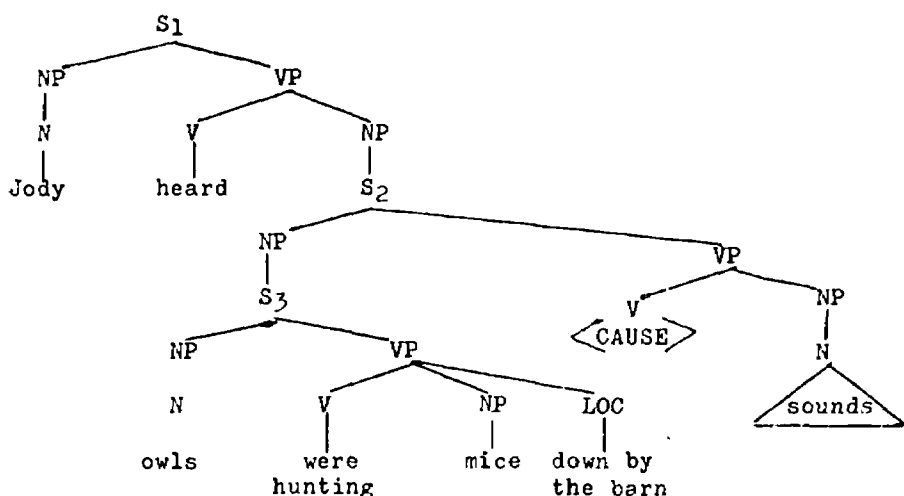 S1
NP VP
N V NP
Jody heard S2
NP VP
S3 V NP
<CAUSE>
NP VP N
N V NP LOC sounds
owls were mice down by
hunting the barn